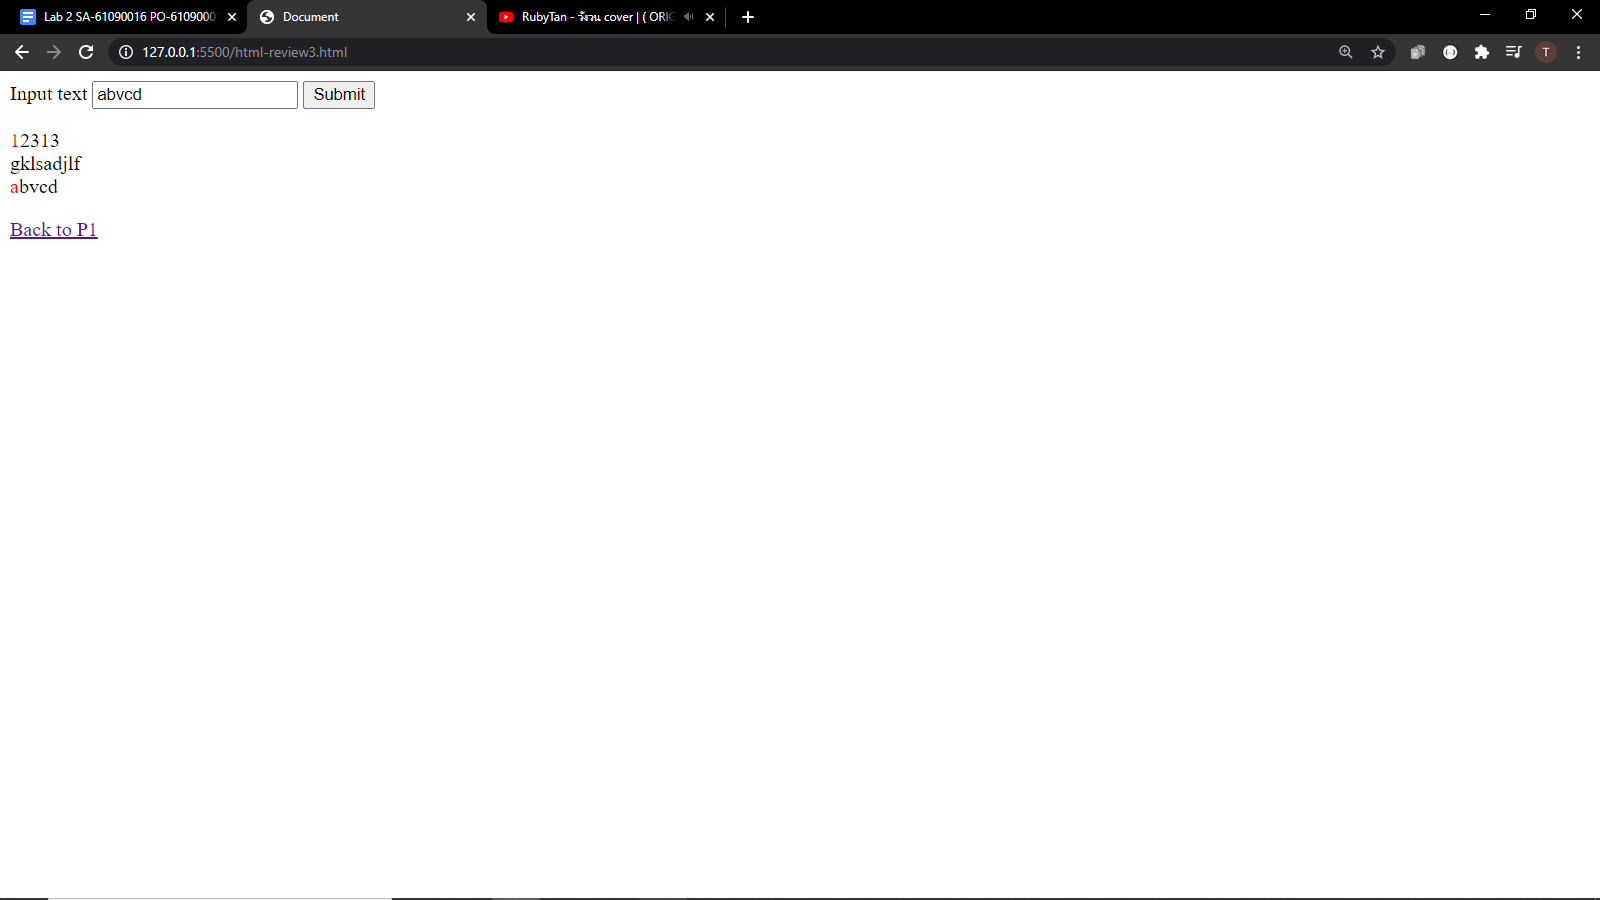 Lab 2 SA-61090016 PO-6109000
Document
RubyTan - วังวน cover | ( ORIG
127.0.0.1:5500/html-review3.html
T
Input text abvcd Submit
12313
gklsadjlf
abvcd
Back to P1